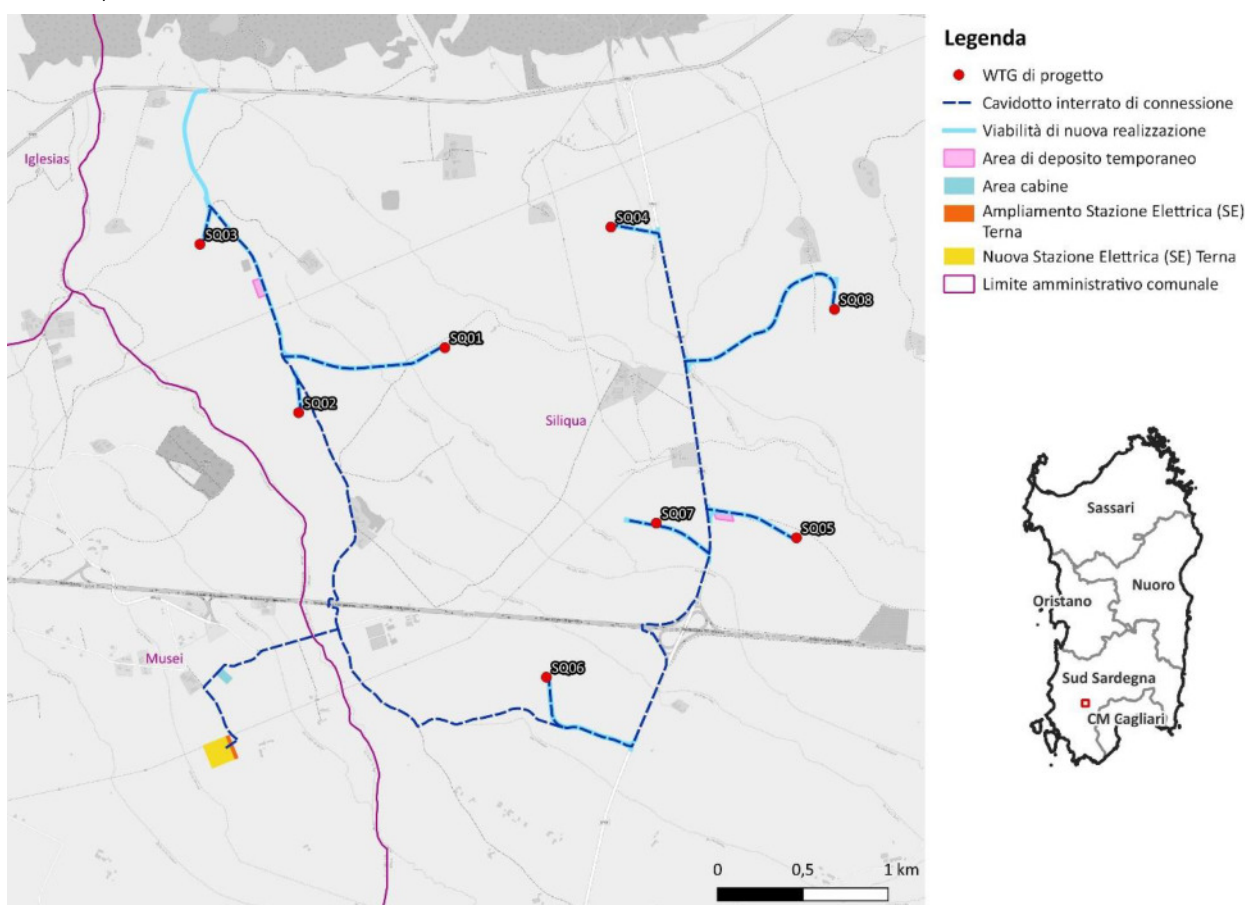 Iglesias
SQ03
SQ04
SQ08
SQ01
SQ02
Siliqua
SQ07
SQ05
Musei
SQ06
0 0,5 1 km
Legenda
WTG di progetto
Cavidotto interrato di connessione
Viabilità di nuova realizzazione
Area di deposito temporaneo
Area cabine
Ampliamento Stazione Elettrica (SE)
Terna
Nuova Stazione Elettrica (SE) Terna
Limite amministrativo comunale
Sassari
Nuoro
Oristano
Sud Sardegna
CM Cagliari